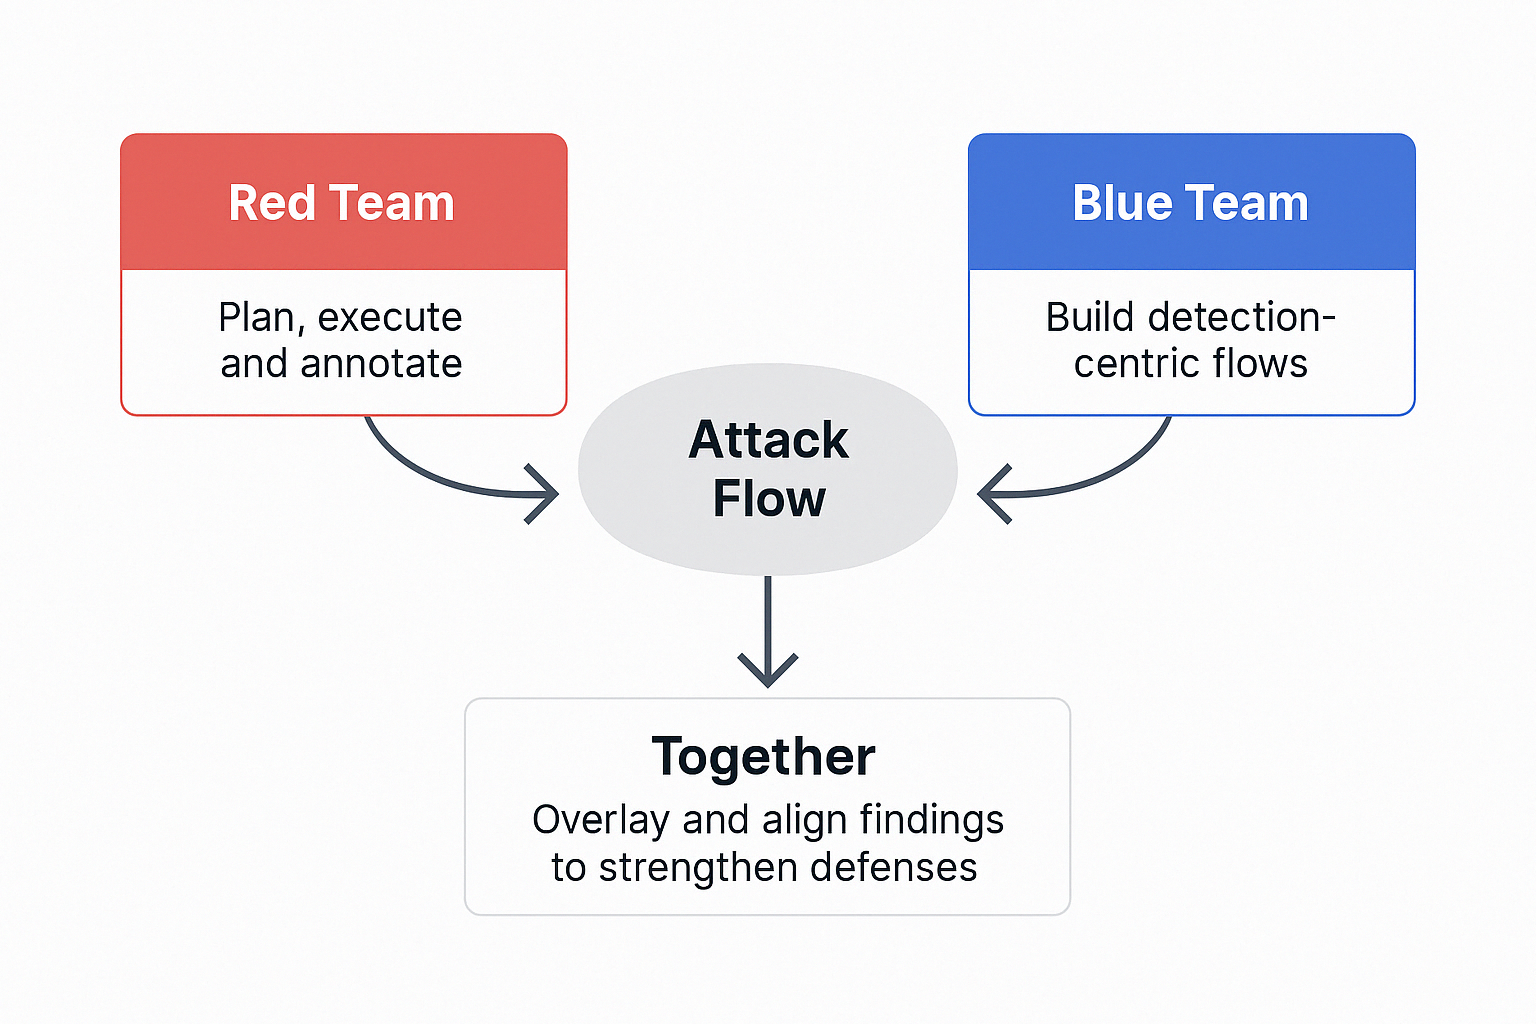 Red Team
Plan, execute
and annotate
Blue Team
Build detection-
centric flows
Attack
Flow
Together
Overlay and align findings
to strengthen defenses